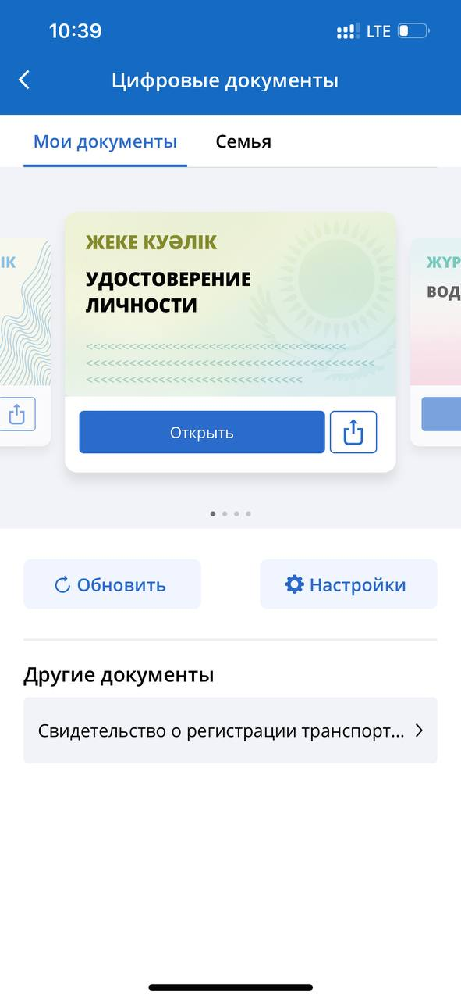 10:39
LTE
Цифровые документы
Мои документы
Семья
ІК
ЖЕКЕ КУӘЛІК
УДОСТОВЕРЕНИЕ
ЛИЧНОСТИ
<<<<<<<<<<<<<<<<<<<<<<<<<<<<<<<<<<<<
<<<<<<<<<<<<<<<<<<<<<<<<<<<<<<<<<<<<<<<<
<<<<<<<<<<<<<<<<<<<<<<<<<<<<<<
ЖҮР
ВОД
Открыть
Обновить
Настройки
Другие документы
Свидетельство о регистрации транспорт...